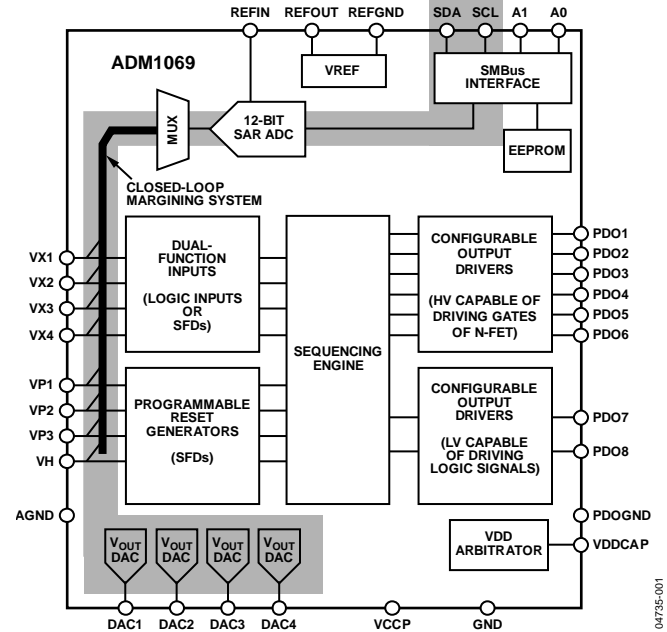 REFIN REFOUT REFGND SDA SCL A1 A0
ADM1069
VREF
SMBus
INTERFACE
MUX
12-BIT
SAR ADC
EEPROM
CLOSED-LOOP
MARGINING SYSTEM
VX1
VX2
VX3
VX4
VP1
VP2
VP3
VH
AGND
DUAL-
FUNCTION
INPUTS
(LOGIC INPUTS
OR
SFDs)
PROGRAMMABLE
RESET
GENERATORS
(SFDs)
SEQUENCING
ENGINE
CONFIGURABLE
OUTPUT
DRIVERS
(HV CAPABLE OF
DRIVING GATES
OF N-FET)
CONFIGURABLE
OUTPUT
DRIVERS
(LV CAPABLE
OF DRIVING
LOGIC SIGNALS)
PDO1
PDO2
PDO3
PDO4
PDO5
PDO6
PDO7
PDO8
PDOGND
VDDCAP
VDD
ARBITRATOR
VOUT
DAC
VOUT
DAC
VOUT
DAC
VOUT
DAC
DAC1 DAC2 DAC3 DAC4 VCCP GND
04735-001